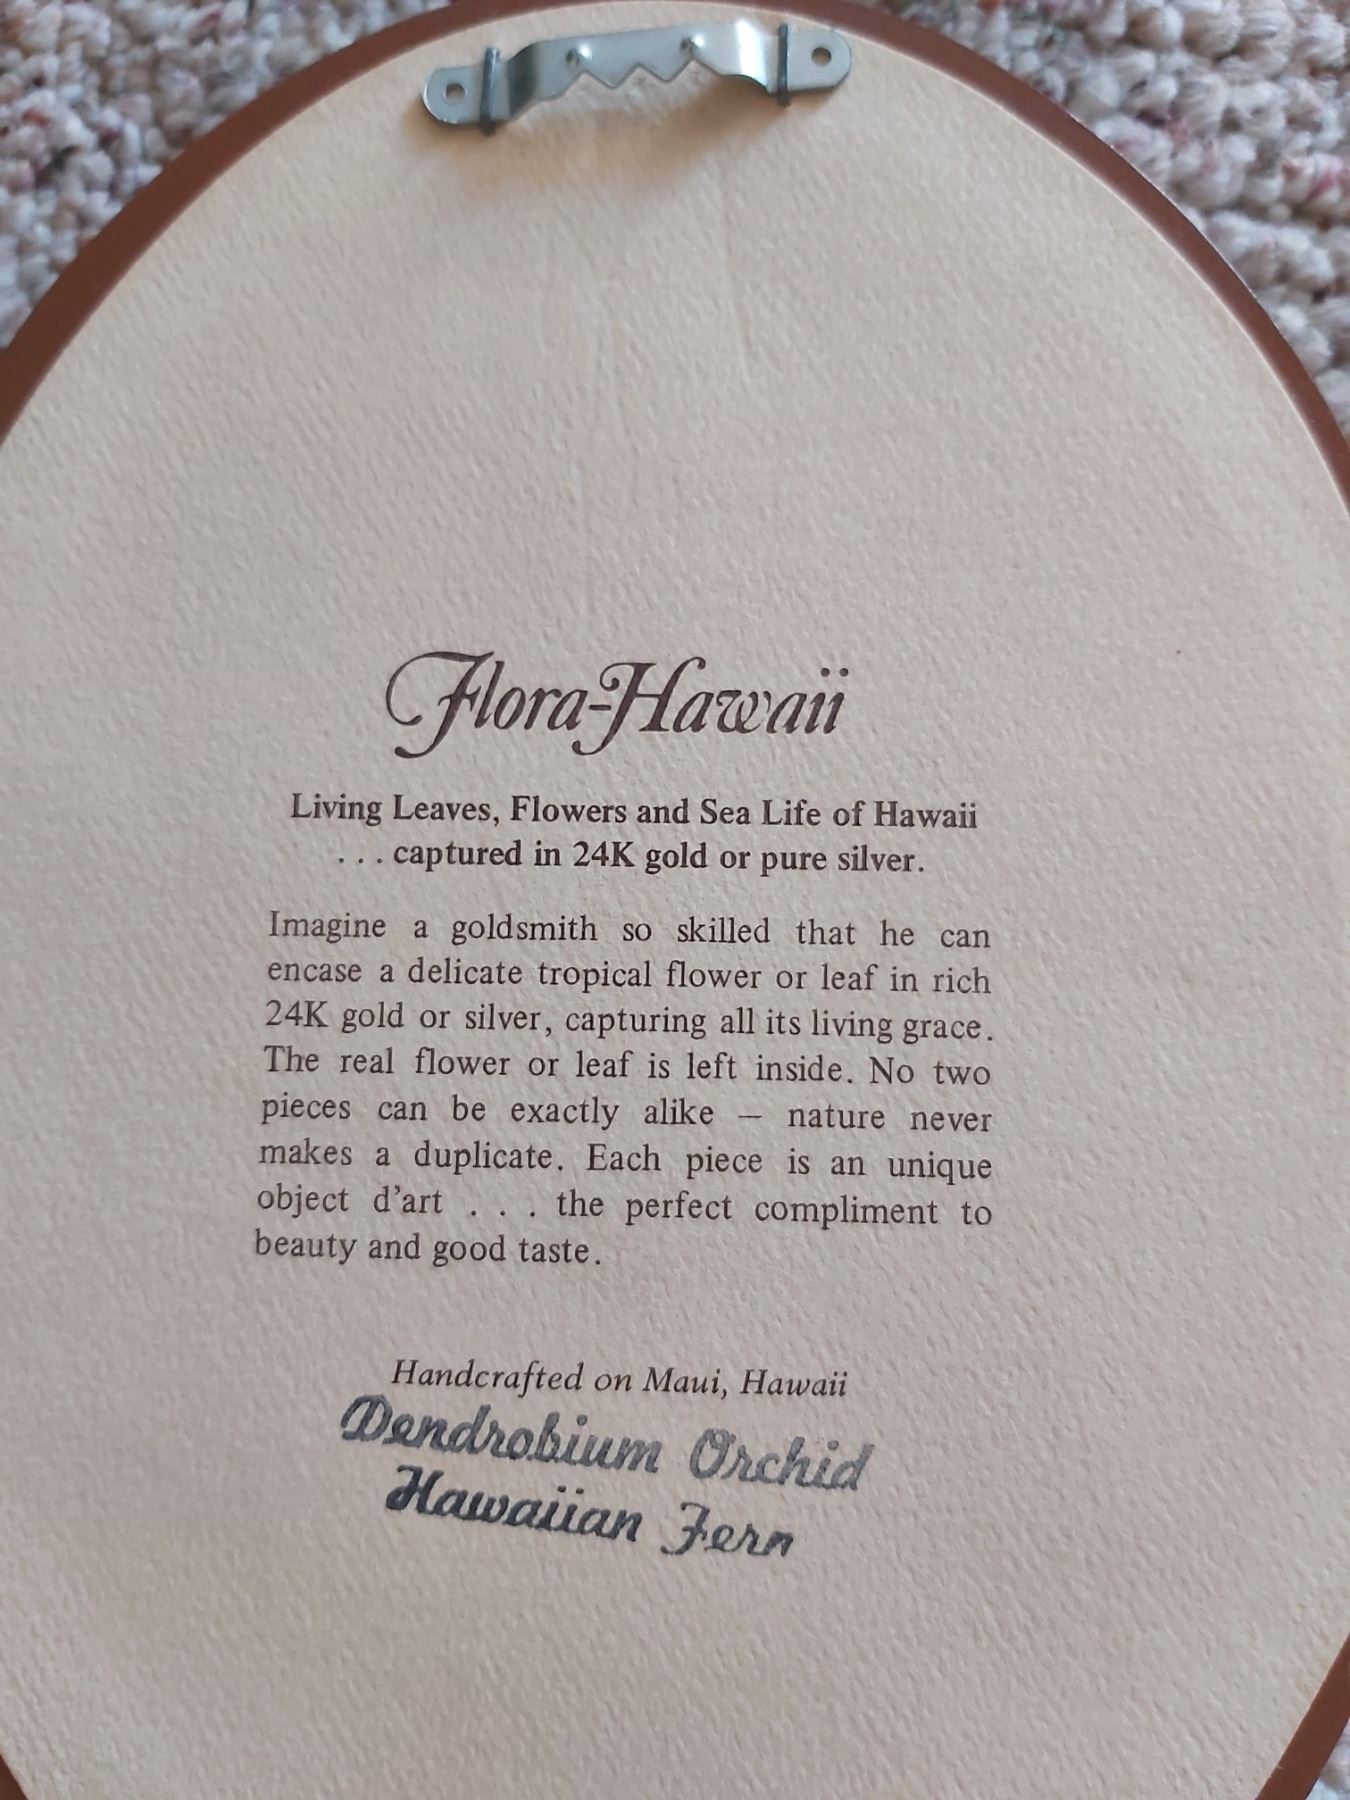 Flora-Hawaii
Living Leaves, Flowers and Sea Life of Hawaii
. . . captured in 24K gold or pure silver.
Imagine a goldsmith so skilled that he can
encase a delicate tropical flower or leaf in rich
24K gold or silver, capturing all its living grace.
The real flower or leaf is left inside. No two
pieces can be exactly alike — nature never
makes a duplicate. Each piece is an unique
object d'art . . . the perfect compliment to
beauty and good taste.
Handcrafted on Maui, Hawaii
Dendrobium Orchid
Hawaiian Fern